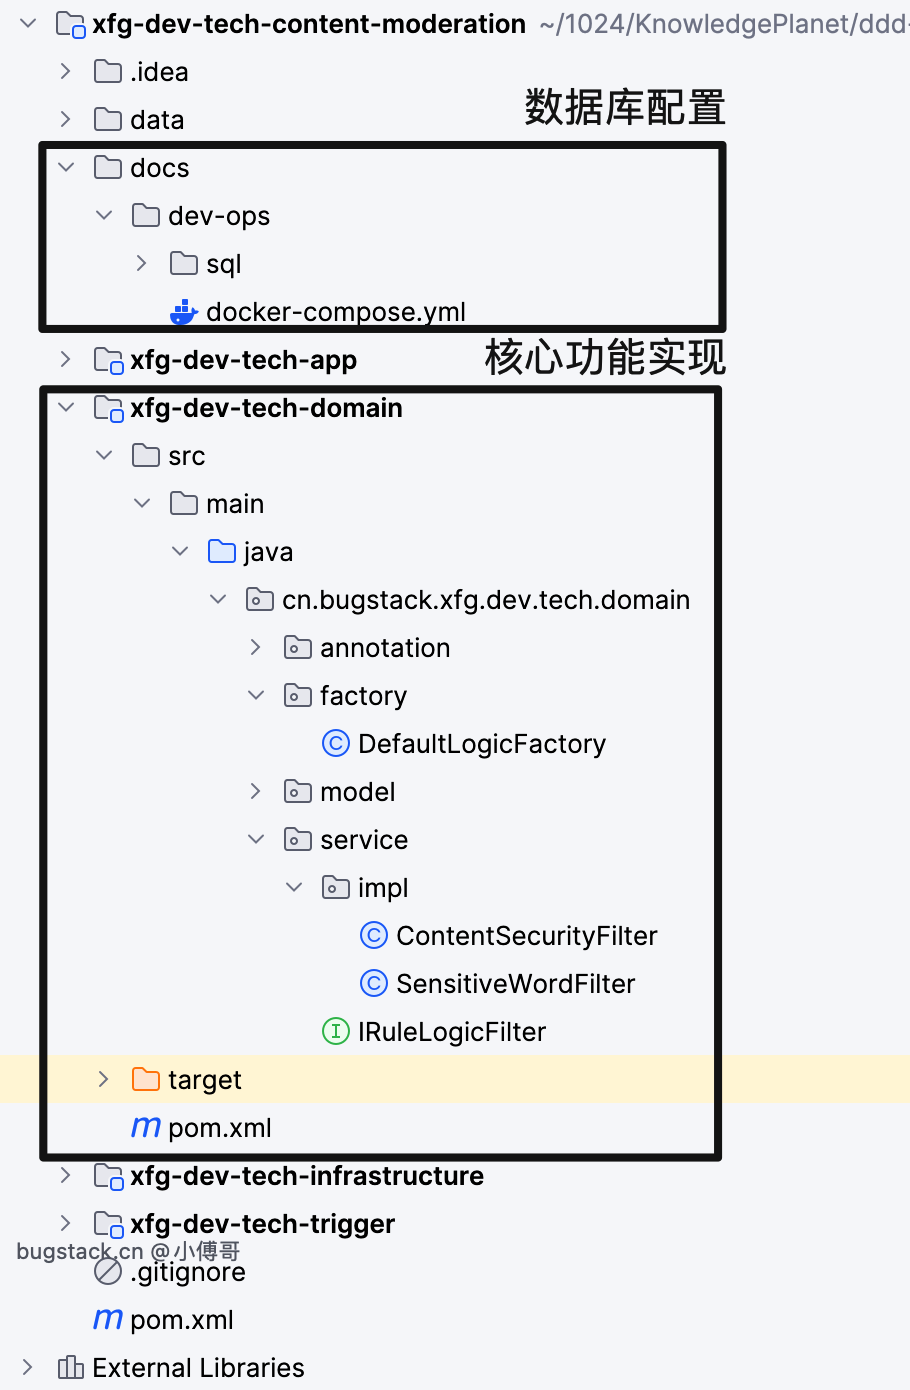 xfg-dev-tech-content-moderation ~/1024/KnowledgePlanet/ddd-
.idea
数据库配置
data
docs
dev-ops
sql
docker-compose.yml
xfg-dev-tech-app
核心功能实现
xfg-dev-tech-domain
src
main
java
cn.bugstack.xfg.dev.tech.domain
annotation
factory
DefaultLogicFactory
model
service
impl
ContentSecurityFilter
SensitiveWordFilter
IRuleLogicFilter
target
pom.xml
xfg-dev-tech-infrastructure
xfg-dev-tech-trigger
bugstack.cn @小傅哥
.gitignore
pom.xml
External Libraries